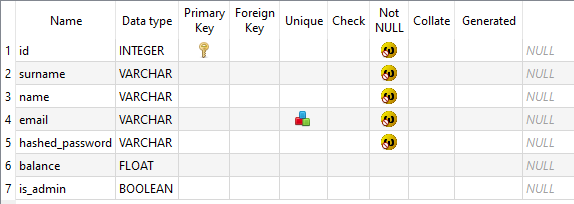 Name Data type Primary Key Foreign Key Unique Check Not NULL Collate Generated
1 id INTEGER NULL
2 surname VARCHAR NULL
3 name VARCHAR NULL
4 email VARCHAR NULL
5 hashed_password VARCHAR NULL
6 balance FLOAT NULL
7 is_admin BOOLEAN NULL